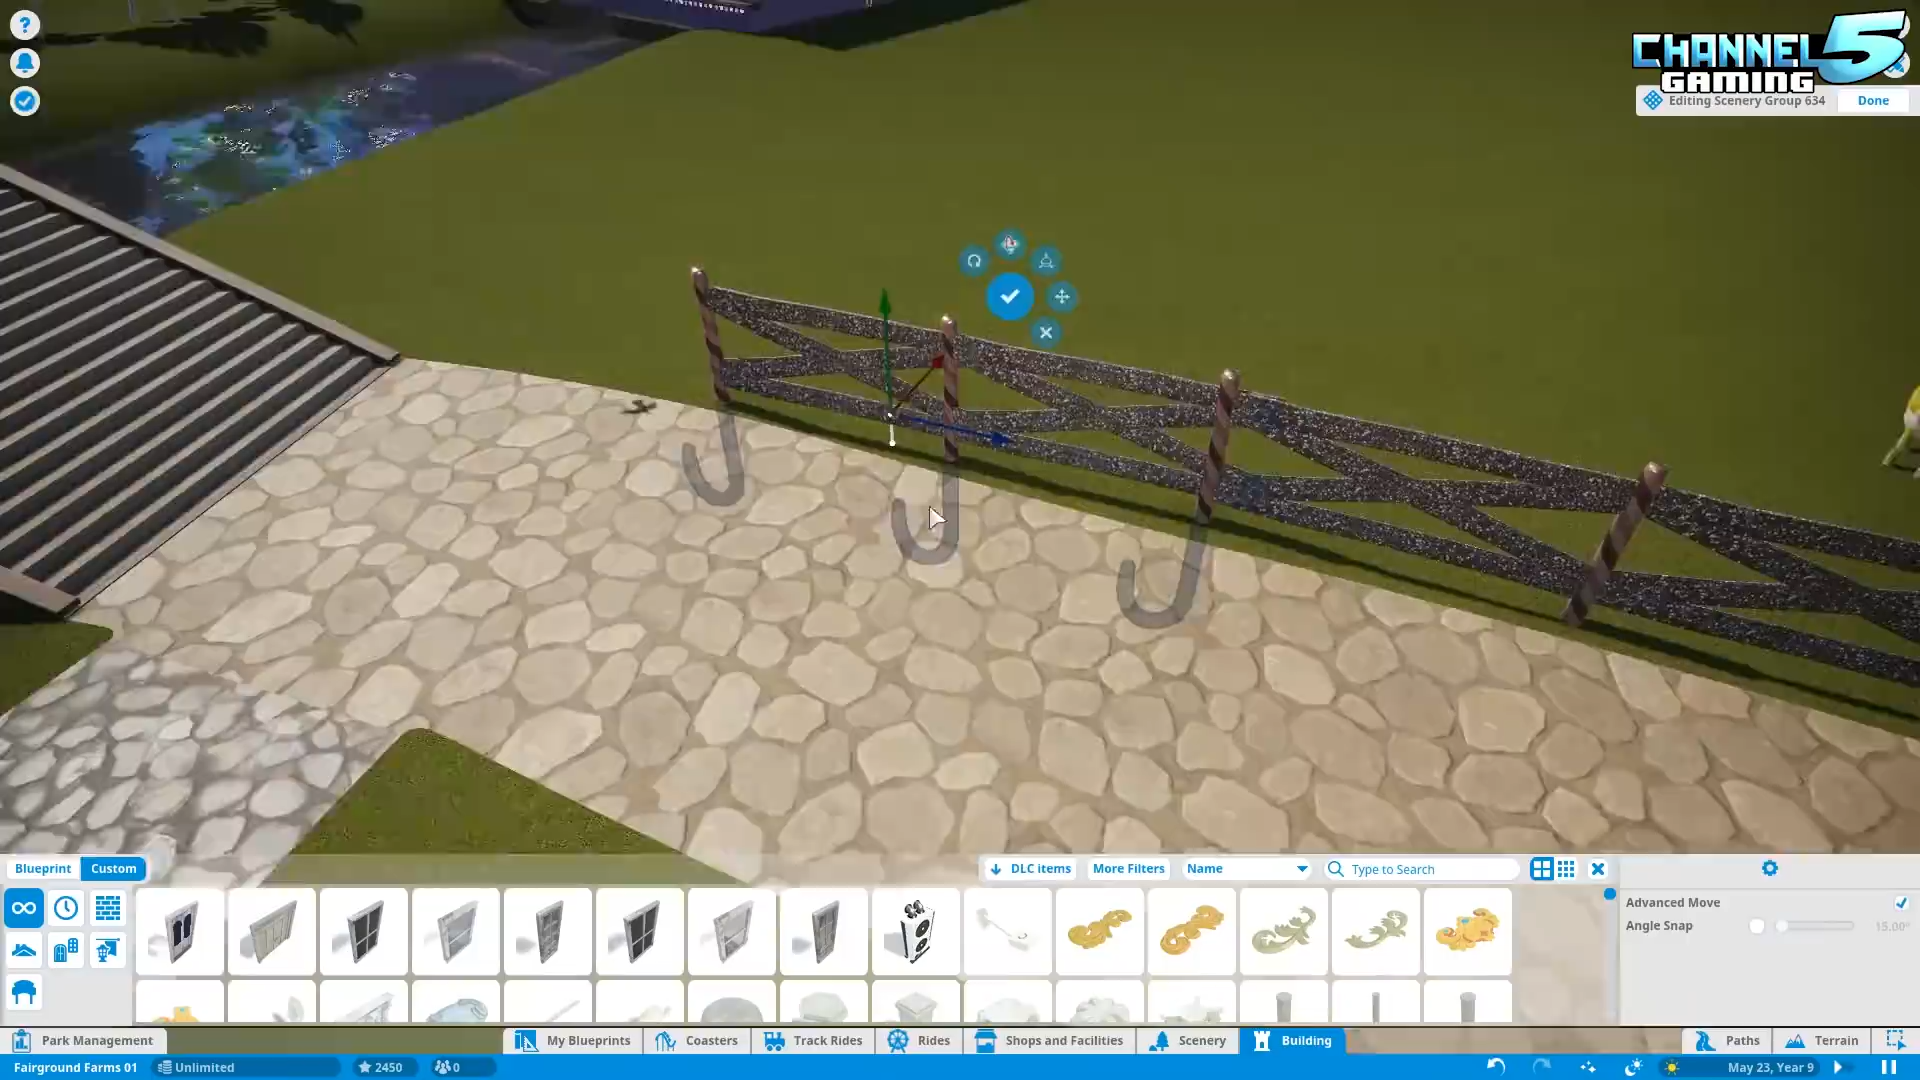 ?
CHANNEL 5
GAMING
Editing Scenery Group 634
Done
Blueprint
Custom
DLC items
More Filters
Name
Type to Search
Advanced Move
Angle Snap
15.00°
Park Management
My Blueprints
Coasters
Track Rides
Rides
Shops and Facilities
Scenery
Building
Paths
Terrain
Fairground Farms 01
Unlimited
2450
0
May 23, Year 9